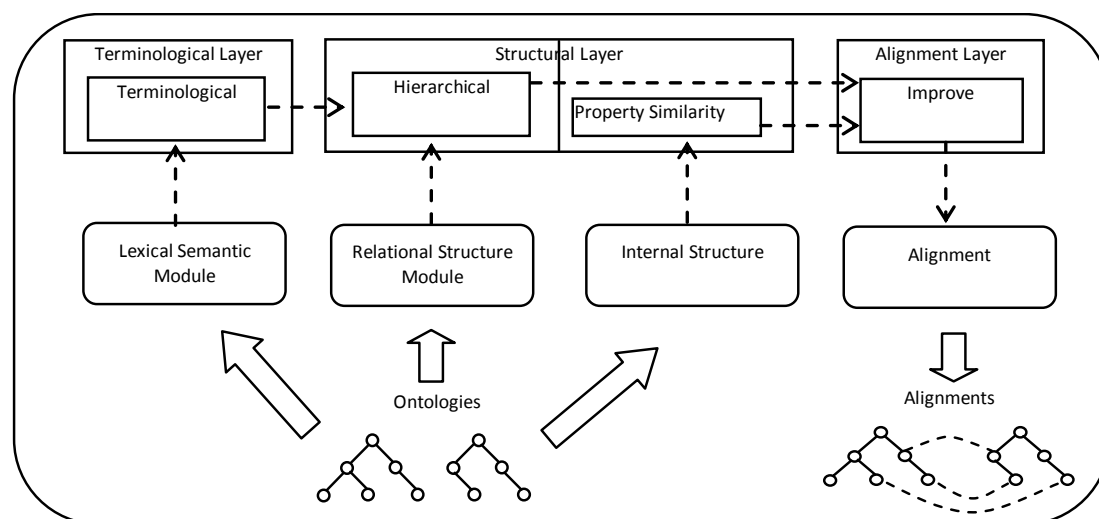 Terminological Layer
Structural Layer
Alignment Layer
Terminological
Hierarchical
Property Similarity
Improve
Lexical Semantic
Module
Relational Structure
Module
Internal Structure
Alignment
Ontologies
Alignments